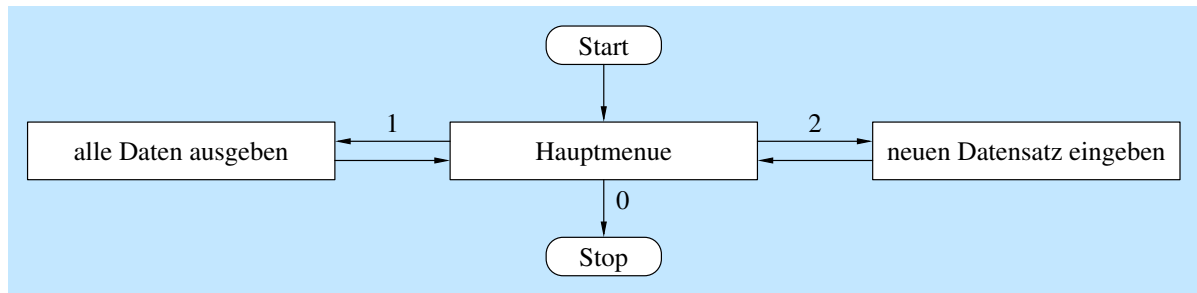 Start
1
2
alle Daten ausgeben
Hauptmenue
neuen Datensatz eingeben
0
Stop